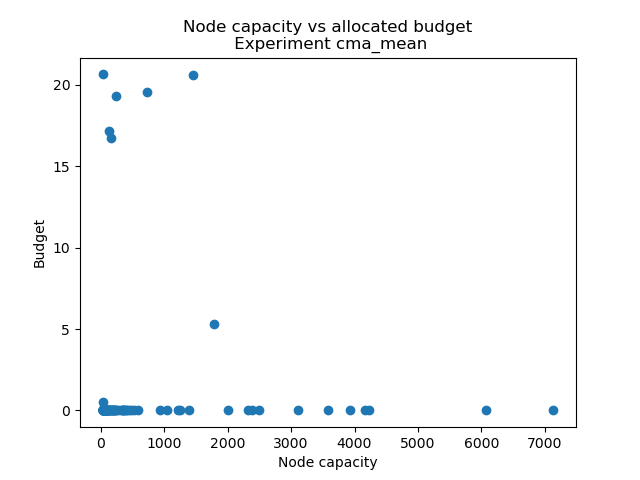 Node capacity vs allocated budget
Experiment cma_mean
Budget
20
15
10
5
0
0 1000 2000 3000 4000 5000 6000 7000
Node capacity